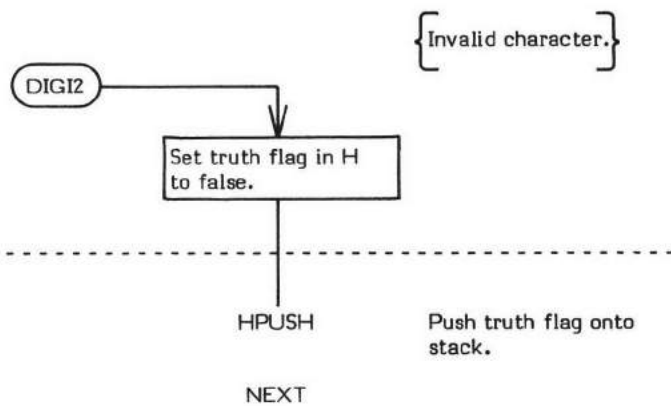 {Invalid character.}
DIGI2
Set truth flag in H
to false.
HPUSH
Push truth flag onto
stack.
NEXT